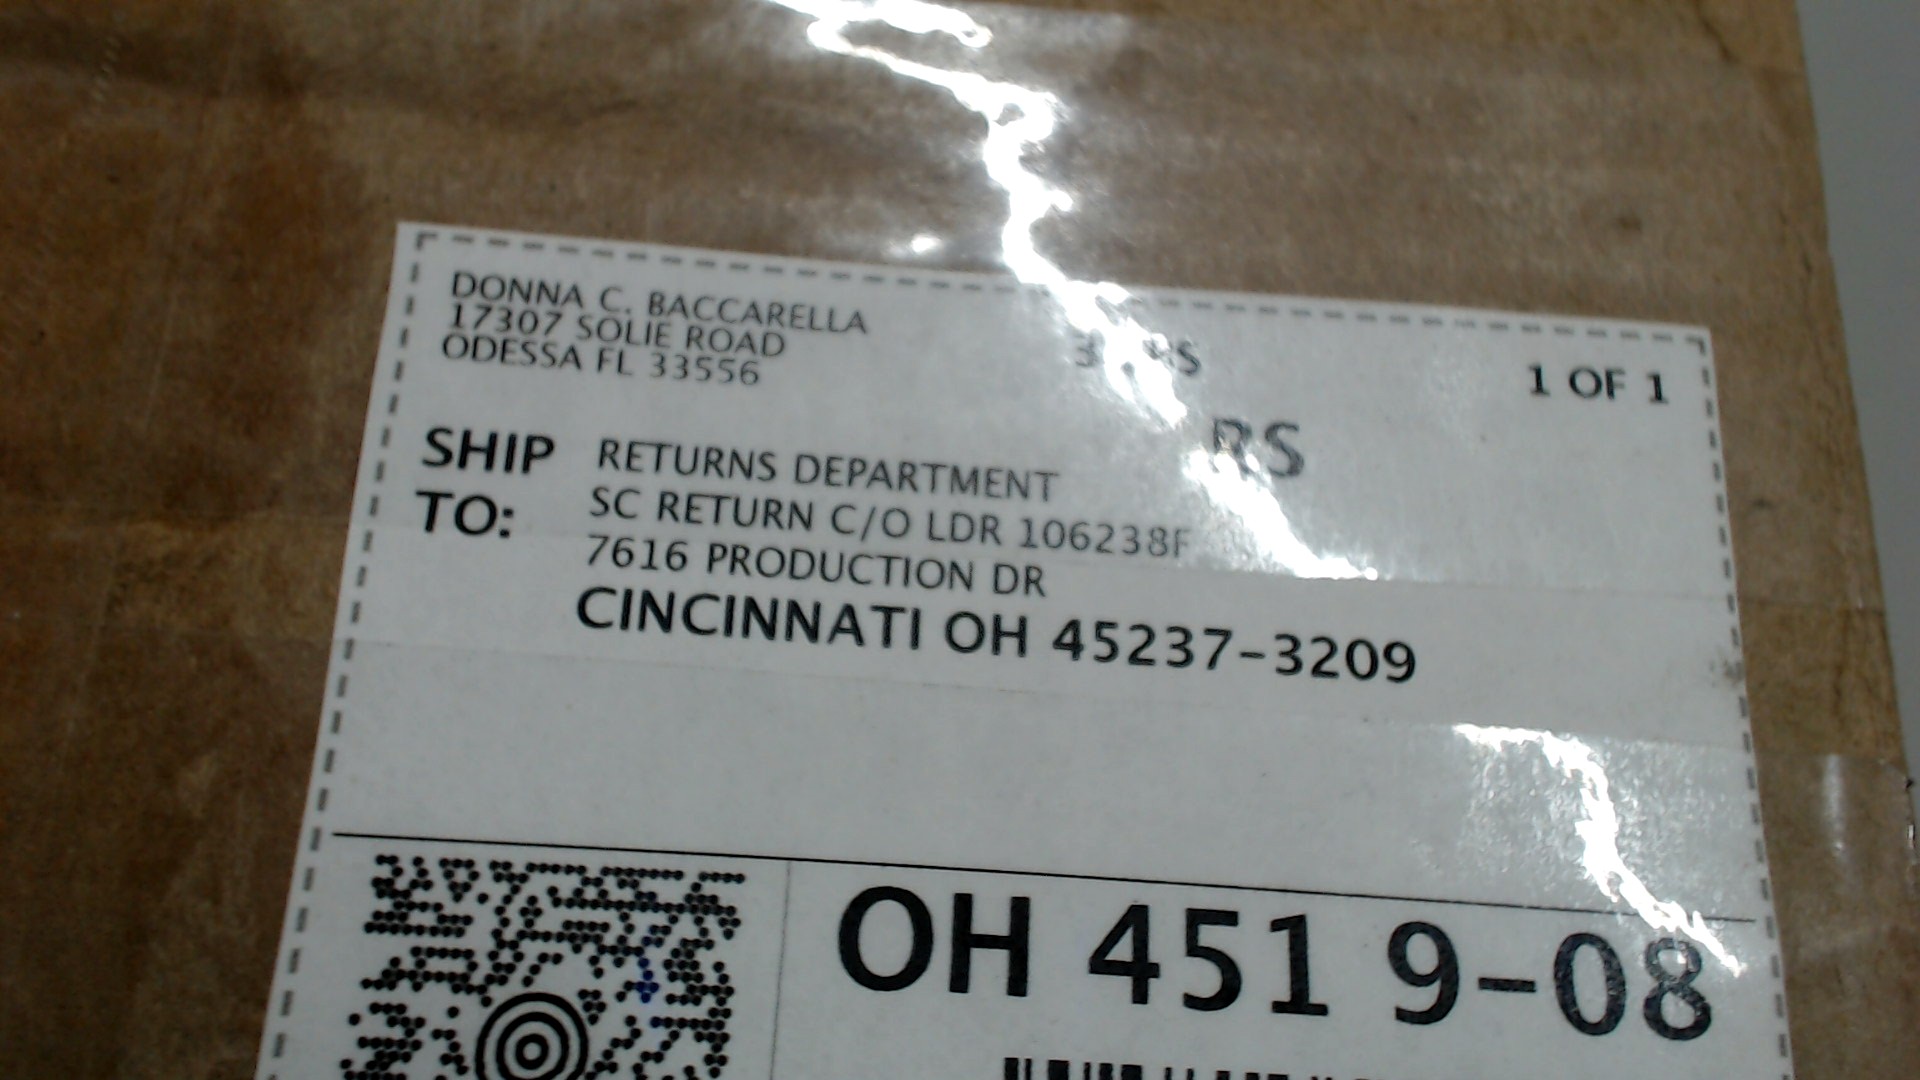 DONNA C. BACCARELLA
17307 SOLIE ROAD
ODESSA FL 33556
1 OF 1
RS
SHIP TO:
RETURNS DEPARTMENT
SC RETURN C/O LDR 106238F
7616 PRODUCTION DR
CINCINNATI OH 45237-3209
OH 451 9-08